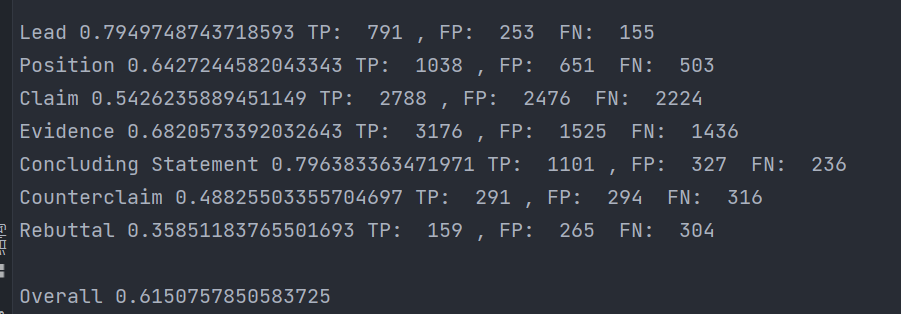 Lead 0.7949748743718593 TP:  791 , FP:  253  FN:  155
Position 0.64272445820433​43 TP:  1038 , FP:  651  FN:  503
Claim 0.5426235889451149 TP:  2788 , FP:  2476  FN:  2224
Evidence 0.6820573392032643 TP:  3176 , FP:  1525  FN:  1436
Concluding Statement 0.796383363471971 TP:  1101 , FP:  327  FN:  236
Counterclaim 0.48825503355704697 TP:  291 , FP:  294  FN:  316
Rebuttal 0.35851183765501693 TP:  159 , FP:  265  FN:  304
Overall 0.6150757850583725